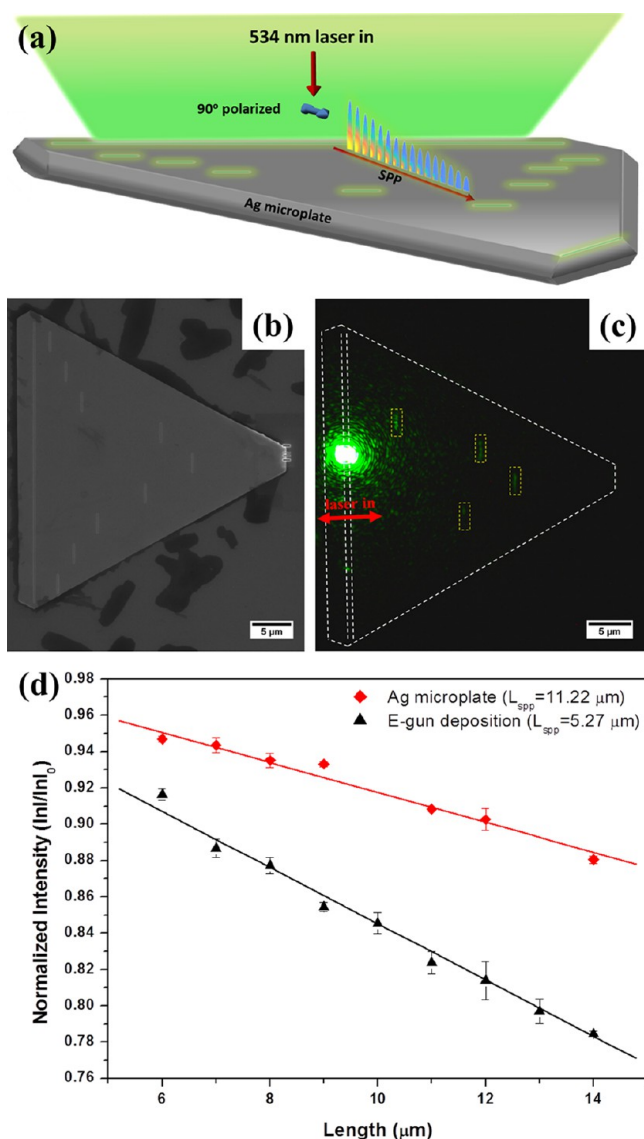 (a)
534 nm laser in
90° polarized
SPP
Ag microplate
(b)
(c)
laser in
5 μm
5 μm
(d)
Ag microplate (Lspp=11.22 μm)
E-gun deposition (Lspp=5.27 μm)
Normalized Intensity (lnI/lnI0)
0.98
0.96
0.94
0.92
0.90
0.88
0.86
0.84
0.82
0.80
0.78
0.76
6
8
10
12
14
Length (μm)